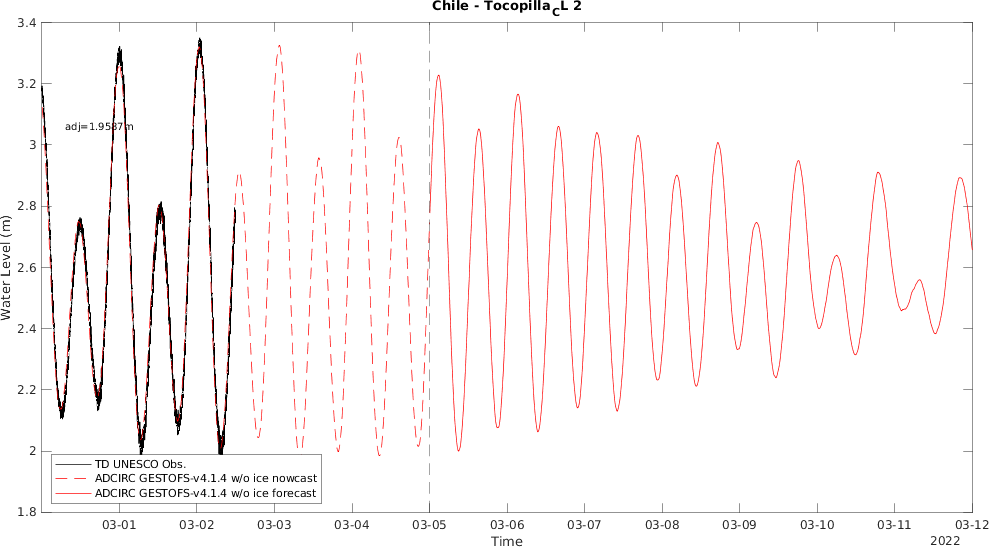 Chile - Tocopilla_CL 2
3.4
3.2
3
2.8
2.6
2.4
2.2
2
1.8
Water Level (m)
adj=1.9587m
TD UNESCO Obs.
ADCIRC GESTOFS-v4.1.4 w/o ice nowcast
ADCIRC GESTOFS-v4.1.4 w/o ice forecast
03-01 03-02 03-03 03-04 03-05 03-06 03-07 03-08 03-09 03-10 03-11 03-12
Time
2022